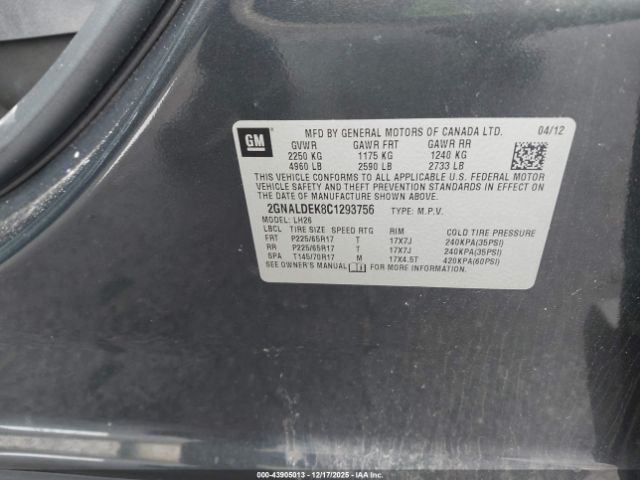 GM
MFD BY GENERAL MOTORS OF CANADA LTD. 04/12
GVWR GAWR FRT GAWR RR
2250 KG 1175 KG 1240 KG
4960 LB 2590 LB 2733 LB
THIS VEHICLE CONFORMS TO ALL APPLICABLE U.S. FEDERAL MOTOR
VEHICLE SAFETY AND THEFT PREVENTION STANDARDS IN EFFECT
ON THE DATE OF MANUFACTURE SHOWN ABOVE.
2GNALDEK8C1293756 TYPE: M.P.V.
MODEL: LH26
LBCL TIRE SIZE SPEED RTG RIM COLD TIRE PRESSURE
FRT P225/65R17 T 17X7J 240KPA(35PSI)
RR P225/65R17 T 17X7J 240KPA(35PSI)
SPA T145/70R17 M 17X4.5T 420KPA(60PSI)
SEE OWNER'S MANUAL FOR MORE INFORMATION.
000-43905013 - 12/17/2025 - IAAI.COM